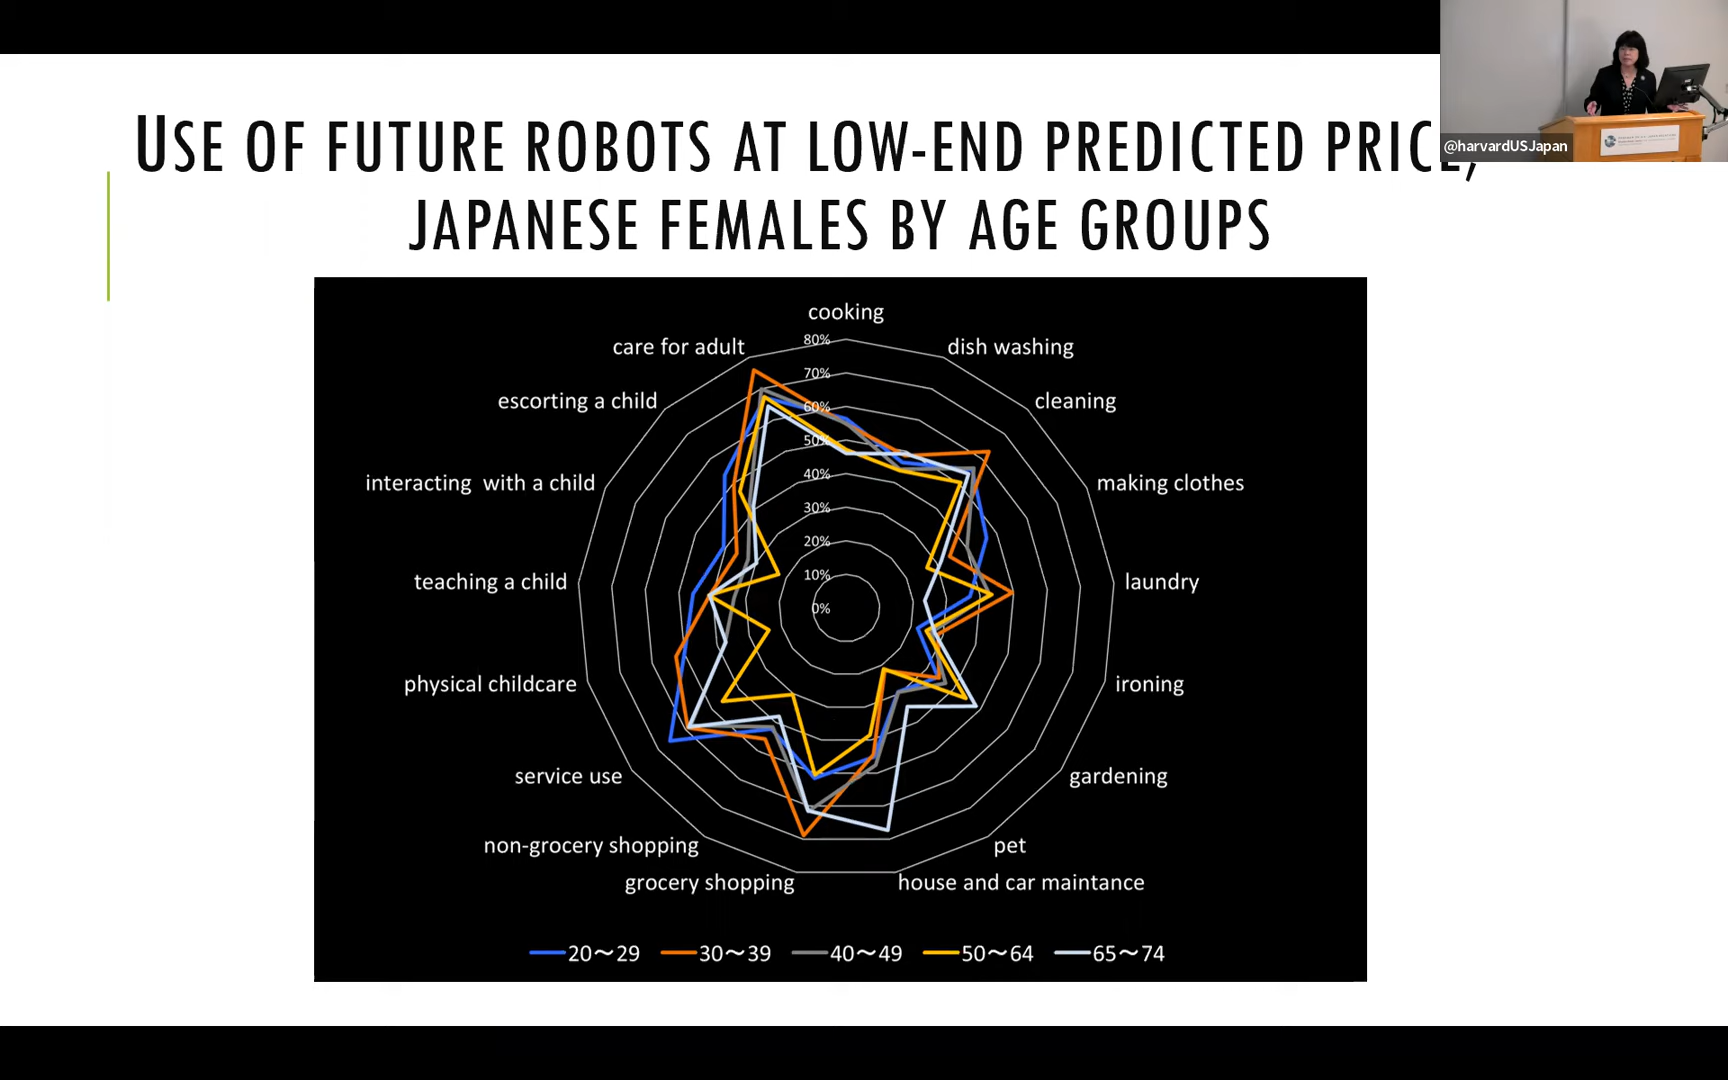 @harvardUSJapan
USE OF FUTURE ROBOTS AT LOW-END PREDICTED PRICE,
JAPANESE FEMALES BY AGE GROUPS
cooking
dish washing
cleaning
making clothes
laundry
ironing
gardening
pet
house and car maintance
grocery shopping
non-grocery shopping
service use
physical childcare
teaching a child
interacting with a child
escorting a child
care for adult
80%
70%
60%
50%
40%
30%
20%
10%
0%
20～29 30～39 40～49 50～64 65～74